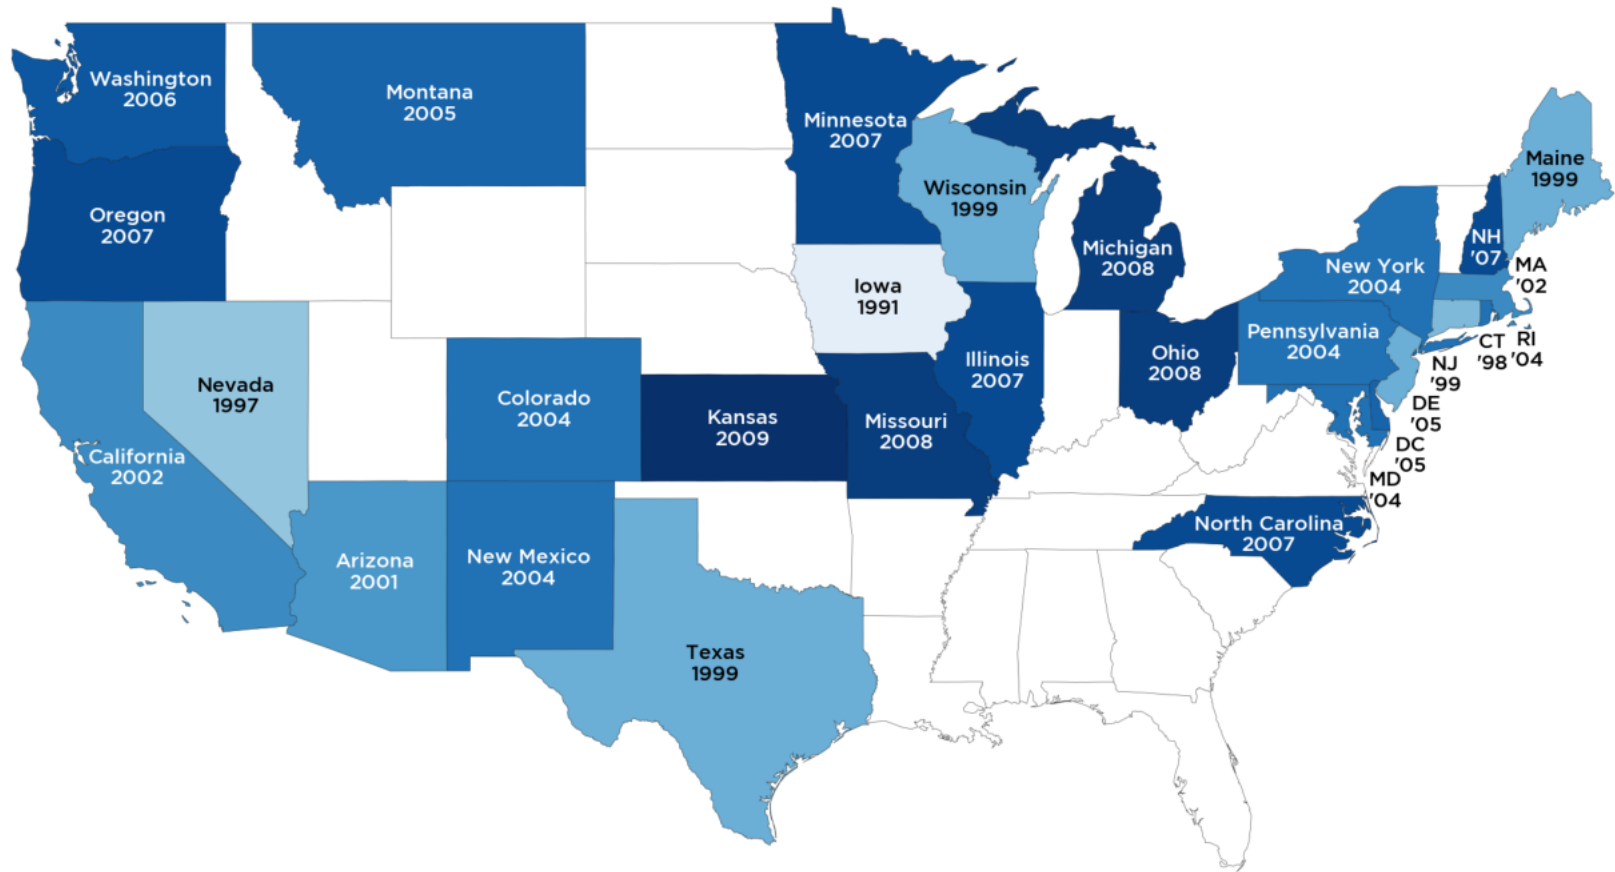 Washington
2006
Montana
2005
Minnesota
2007
Oregon
2007
Wisconsin
1999
Michigan
2008
Maine
1999
NH
'07
MA
'02
New York
2004
Iowa
1991
Pennsylvania
2004
CT
'98
RI
'04
NJ
'99
Illinois
2007
Ohio
2008
Nevada
1997
Colorado
2004
Kansas
2009
Missouri
2008
DE
'05
DC
'05
MD
'04
California
2002
North Carolina
2007
Arizona
2001
New Mexico
2004
Texas
1999